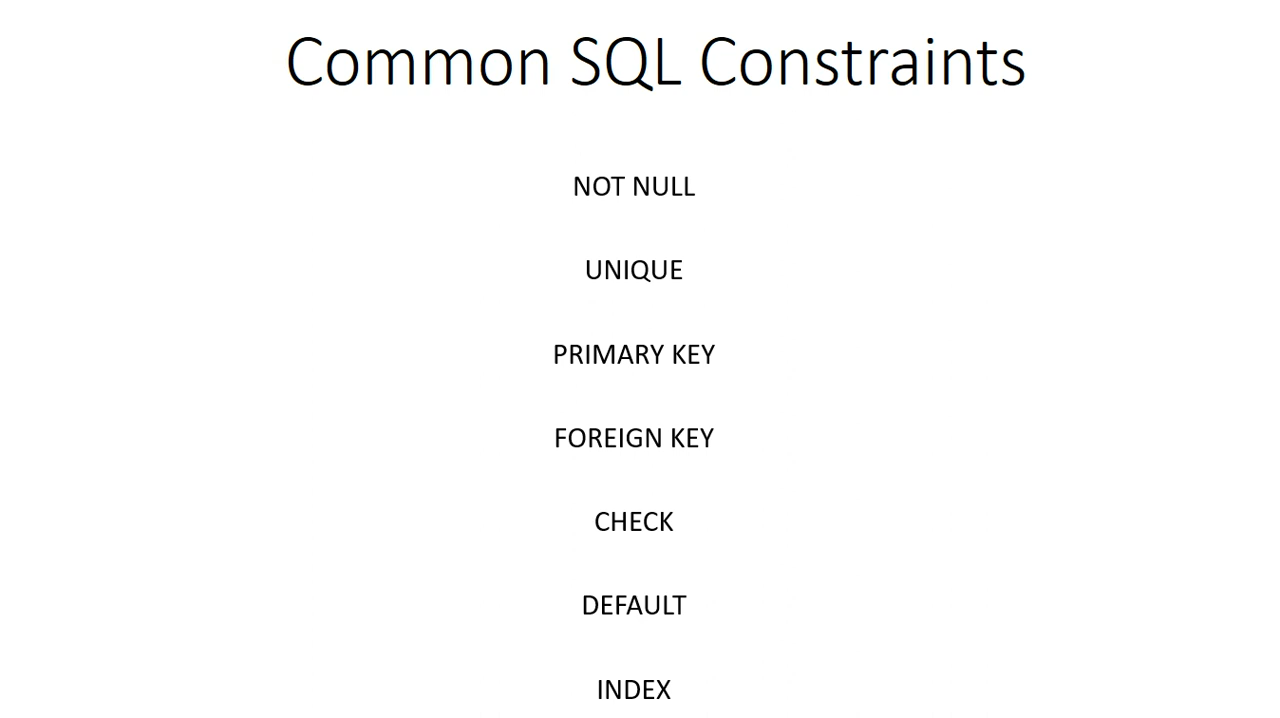 Common SQL Constraints
NOT NULL
UNIQUE
PRIMARY KEY
FOREIGN KEY
CHECK
DEFAULT
INDEX